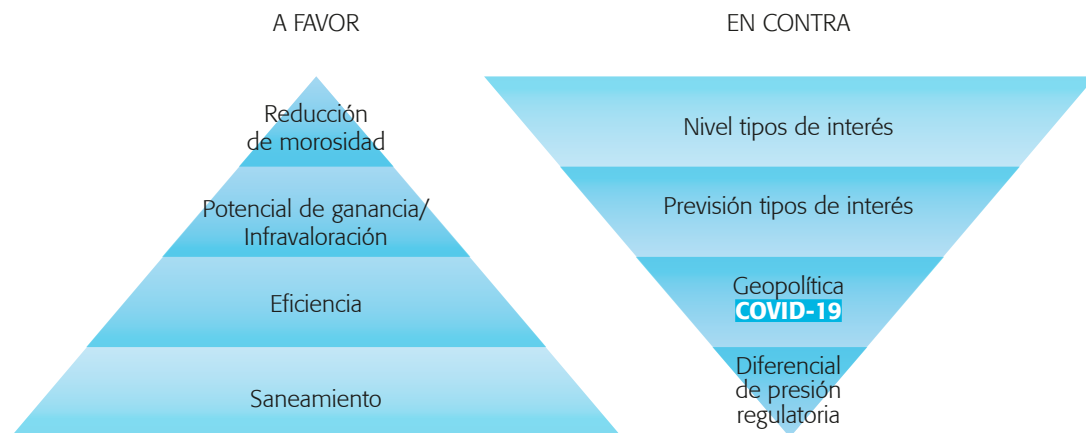 A FAVOR
Reducción
de morosidad
Potencial de ganancia/
Infravaloración
Eficiencia
Saneamiento
EN CONTRA
Nivel tipos de interés
Previsión tipos de interés
Geopolítica
COVID-19
Diferencial
de presión
regulatoria